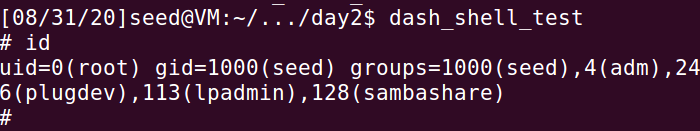 [08/31/20]seed@VM:~/.../day2$ dash_shell_test
# id
uid=0(root) gid=1000(seed) groups=1000(seed),4(adm),24
6(plugdev),113(lpadmin),128(sambashare)
#